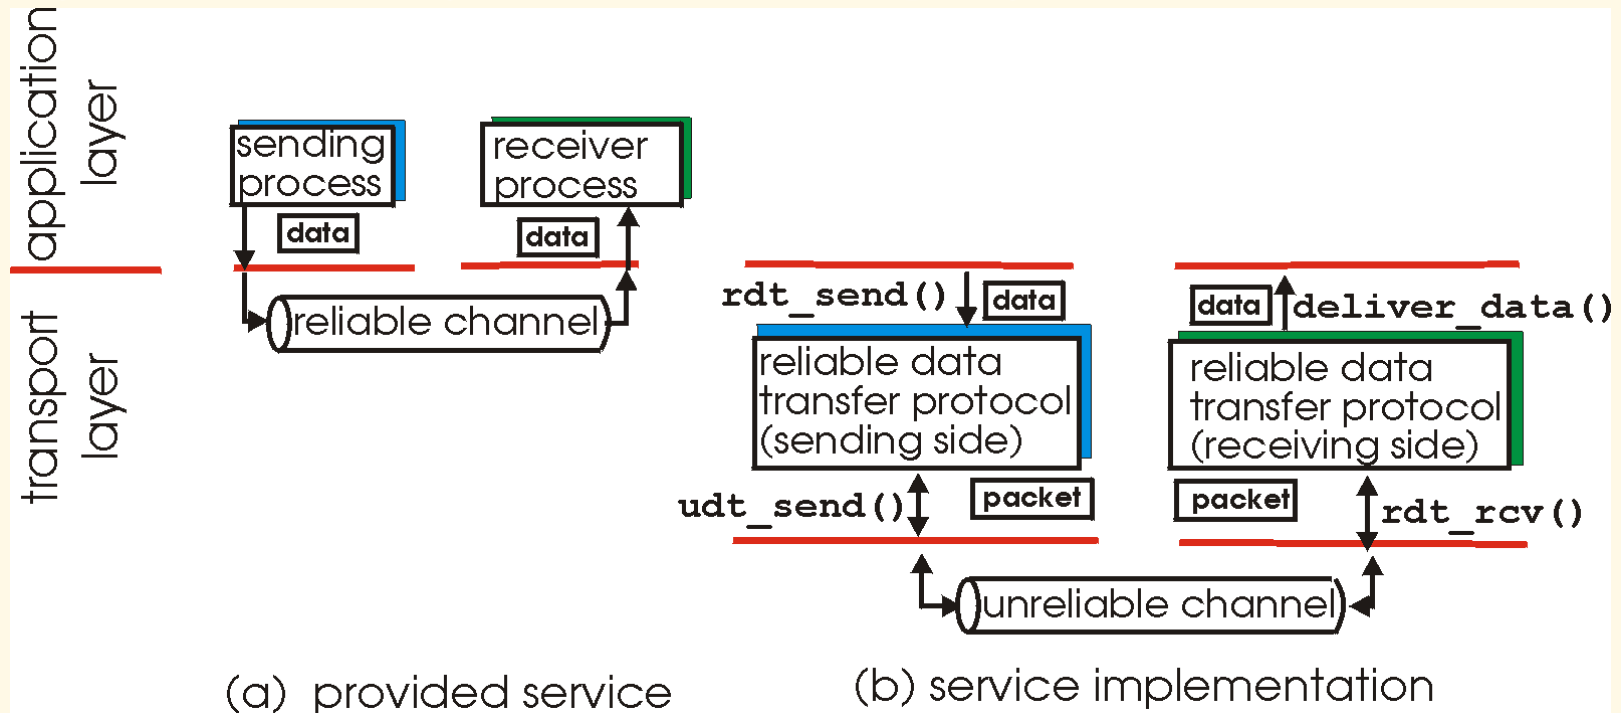 application
layer
transport
layer
sending
process
data
receiver
process
data
reliable channel
(a) provided service
rdt_send()
data
reliable data
transfer protocol
(sending side)
udt_send()
packet
data
deliver_data()
reliable data
transfer protocol
(receiving side)
packet
rdt_rcv()
unreliable channel
(b) service implementation